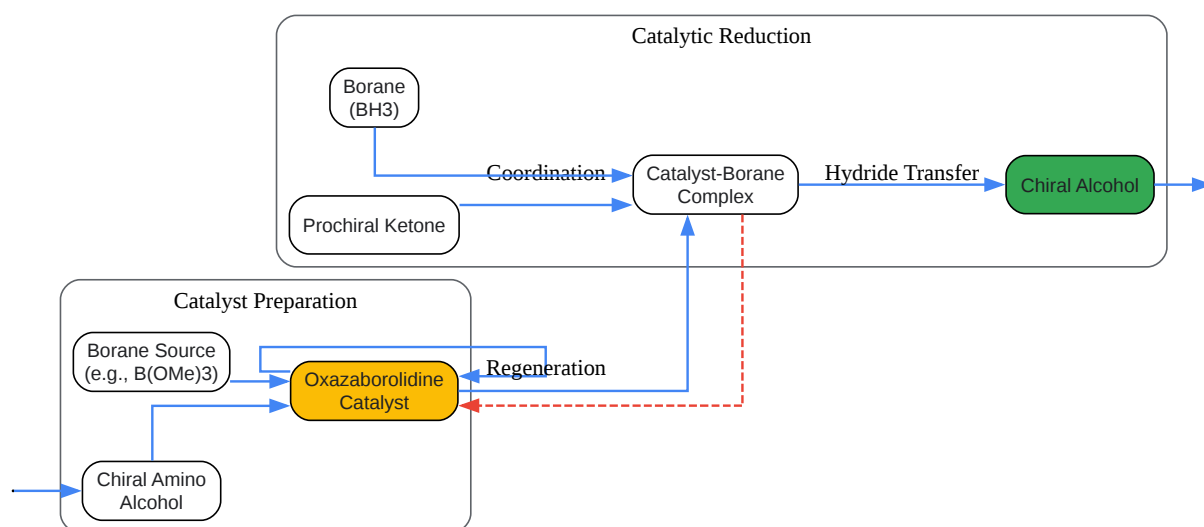 Catalytic Reduction
Borane
(BH3)
Coordination
Catalyst-Borane
Complex
Hydride Transfer
Chiral Alcohol
Prochiral Ketone
Catalyst Preparation
Borane Source
(e.g., B(OMe)3)
Oxazaborolidine
Catalyst
Regeneration
Chiral Amino
Alcohol